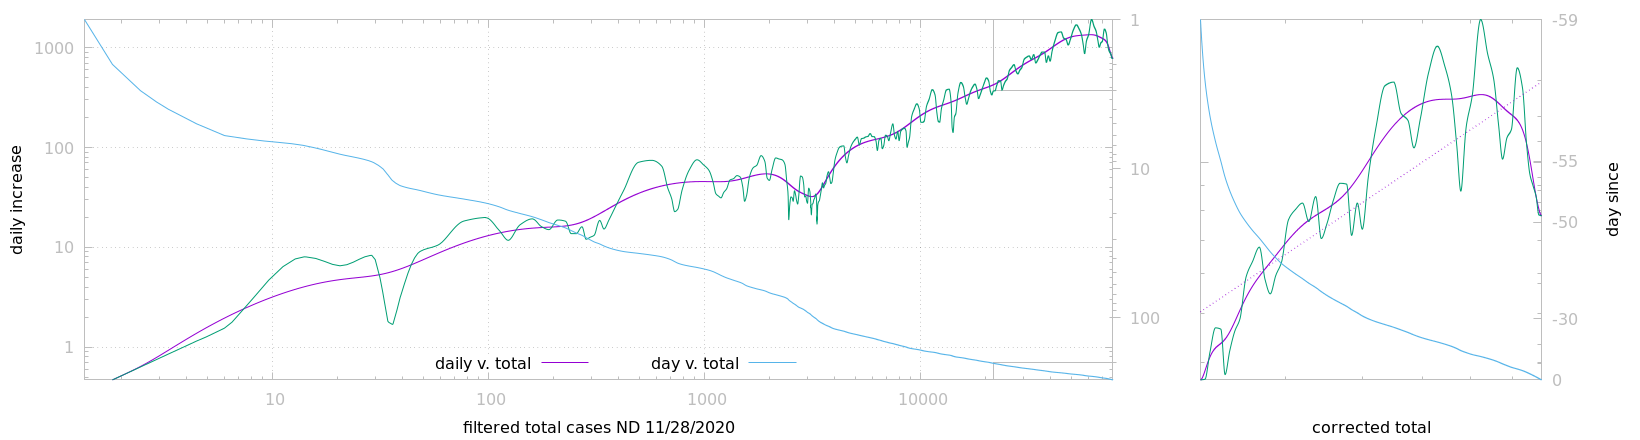 1000
100
10
1
daily increase
10
100
1000
10000
filtered total cases ND 11/28/2020
daily v. total
day v. total
1
10
100
-59
-55
-50
-30
0
day since
corrected total